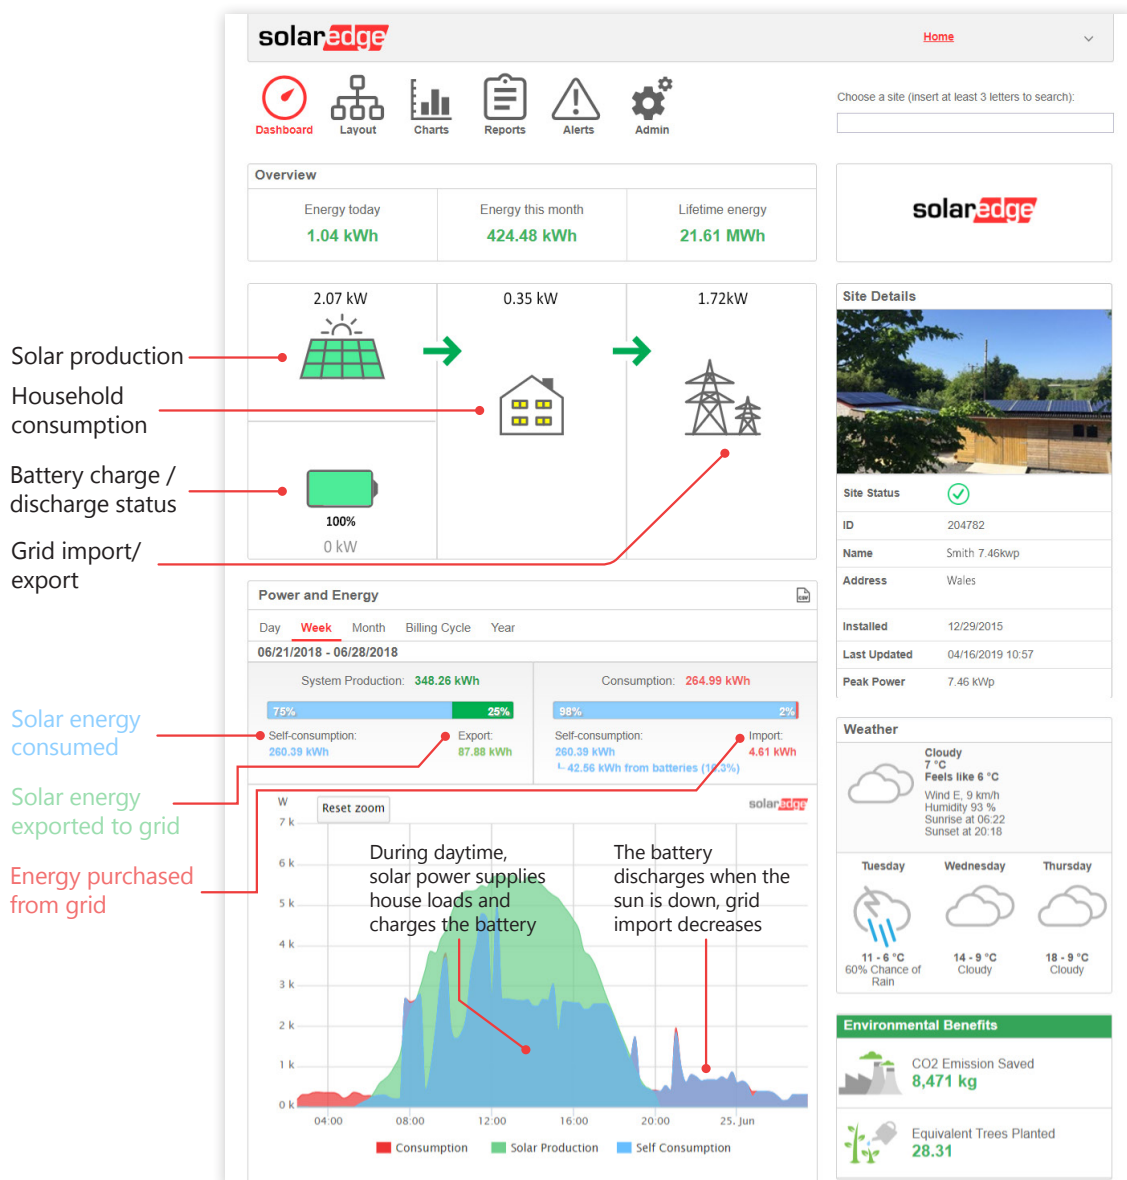 solaredge
Home
Dashboard
Layout
Charts
Reports
Alerts
Admin
Choose a site (insert at least 3 letters to search):
Overview
Energy today
1.04 kWh
Energy this month
424.48 kWh
Lifetime energy
21.61 MWh
solaredge
2.07 kW
0.35 kW
1.72kW
Solar production
Household
consumption
Battery charge /
discharge status
100%
0 kW
Grid import/
export
Site Details
Site Status
ID 204782
Name Smith 7.46kwp
Address Wales
Installed 12/29/2015
Last Updated 04/16/2019 10:57
Peak Power 7.46 kWp
Power and Energy
CSV
Day Week Month Billing Cycle Year
06/21/2018 - 06/28/2018
System Production: 348.26 kWh
75% 25%
Self-consumption:
260.39 kWh
Export:
87.88 kWh
Consumption: 264.99 kWh
98% 2%
Self-consumption:
260.39 kWh
42.56 kWh from batteries (16.3%)
Import:
4.61 kWh
Solar energy
consumed
Solar energy
exported to grid
Energy purchased
from grid
W
Reset zoom
solaredge
7 k
6 k
5 k
4 k
3 k
2 k
1 k
0 k
During daytime,
solar power supplies
house loads and
charges the battery
The battery
discharges when the
sun is down, grid
import decreases
04:00 08:00 12:00 16:00 20:00 25. Jun
Consumption Solar Production Self Consumption
Weather
Cloudy
7 °C
Feels like 6 °C
Wind E, 9 km/h
Humidity 93 %
Sunrise at 06:22
Sunset at 20:18
Tuesday
11 - 6 °C
60% Chance of
Rain
Wednesday
14 - 9 °C
Cloudy
Thursday
18 - 9 °C
Cloudy
Environmental Benefits
CO2 Emission Saved
8,471 kg
Equivalent Trees Planted
28.31